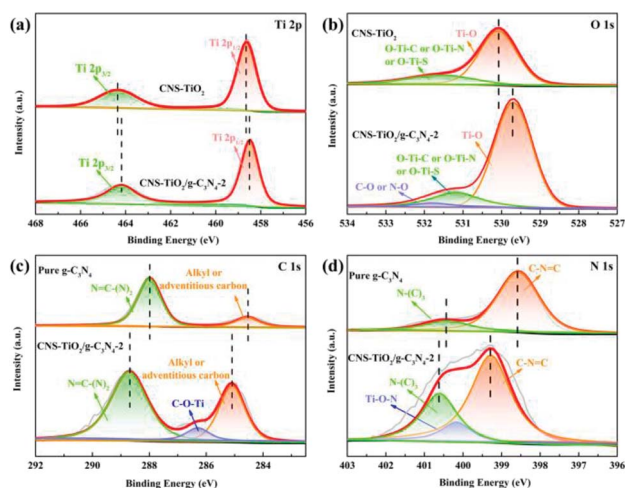 (a)
Ti 2p
Ti 2p3/2
Ti 2p1/2
CNS-TiO2
Ti 2p3/2
Ti 2p1/2
CNS-TiO2/g-C3N4-2
Intensity (a.u.)
468 466 464 462 460 458 456
Binding Energy (eV)
(b)
O 1s
CNS-TiO2
O-Ti-C or O-Ti-N
or O-Ti-S
Ti-O
CNS-TiO2/g-C3N4-2
Ti-O
O-Ti-C or O-Ti-N
or O-Ti-S
C-O or N-O
Intensity (a.u.)
534 533 532 531 530 529 528 527
Binding Energy (eV)
(c)
C 1s
Pure g-C3N4
N=C-(N)2
Alkyl or
adventitious carbon
CNS-TiO2/g-C3N4-2
Alkyl or
adventitious carbon
N=C-(N)2
C-O-Ti
Intensity (a.u.)
292 290 288 286 284
Binding Energy (eV)
(d)
N 1s
Pure g-C3N4
C-N=C
N-(C)3
CNS-TiO2/g-C3N4-2
C-N=C
N-(C)3
Ti-O-N
Intensity (a.u.)
403 402 401 400 399 398 397 396
Binding Energy (eV)